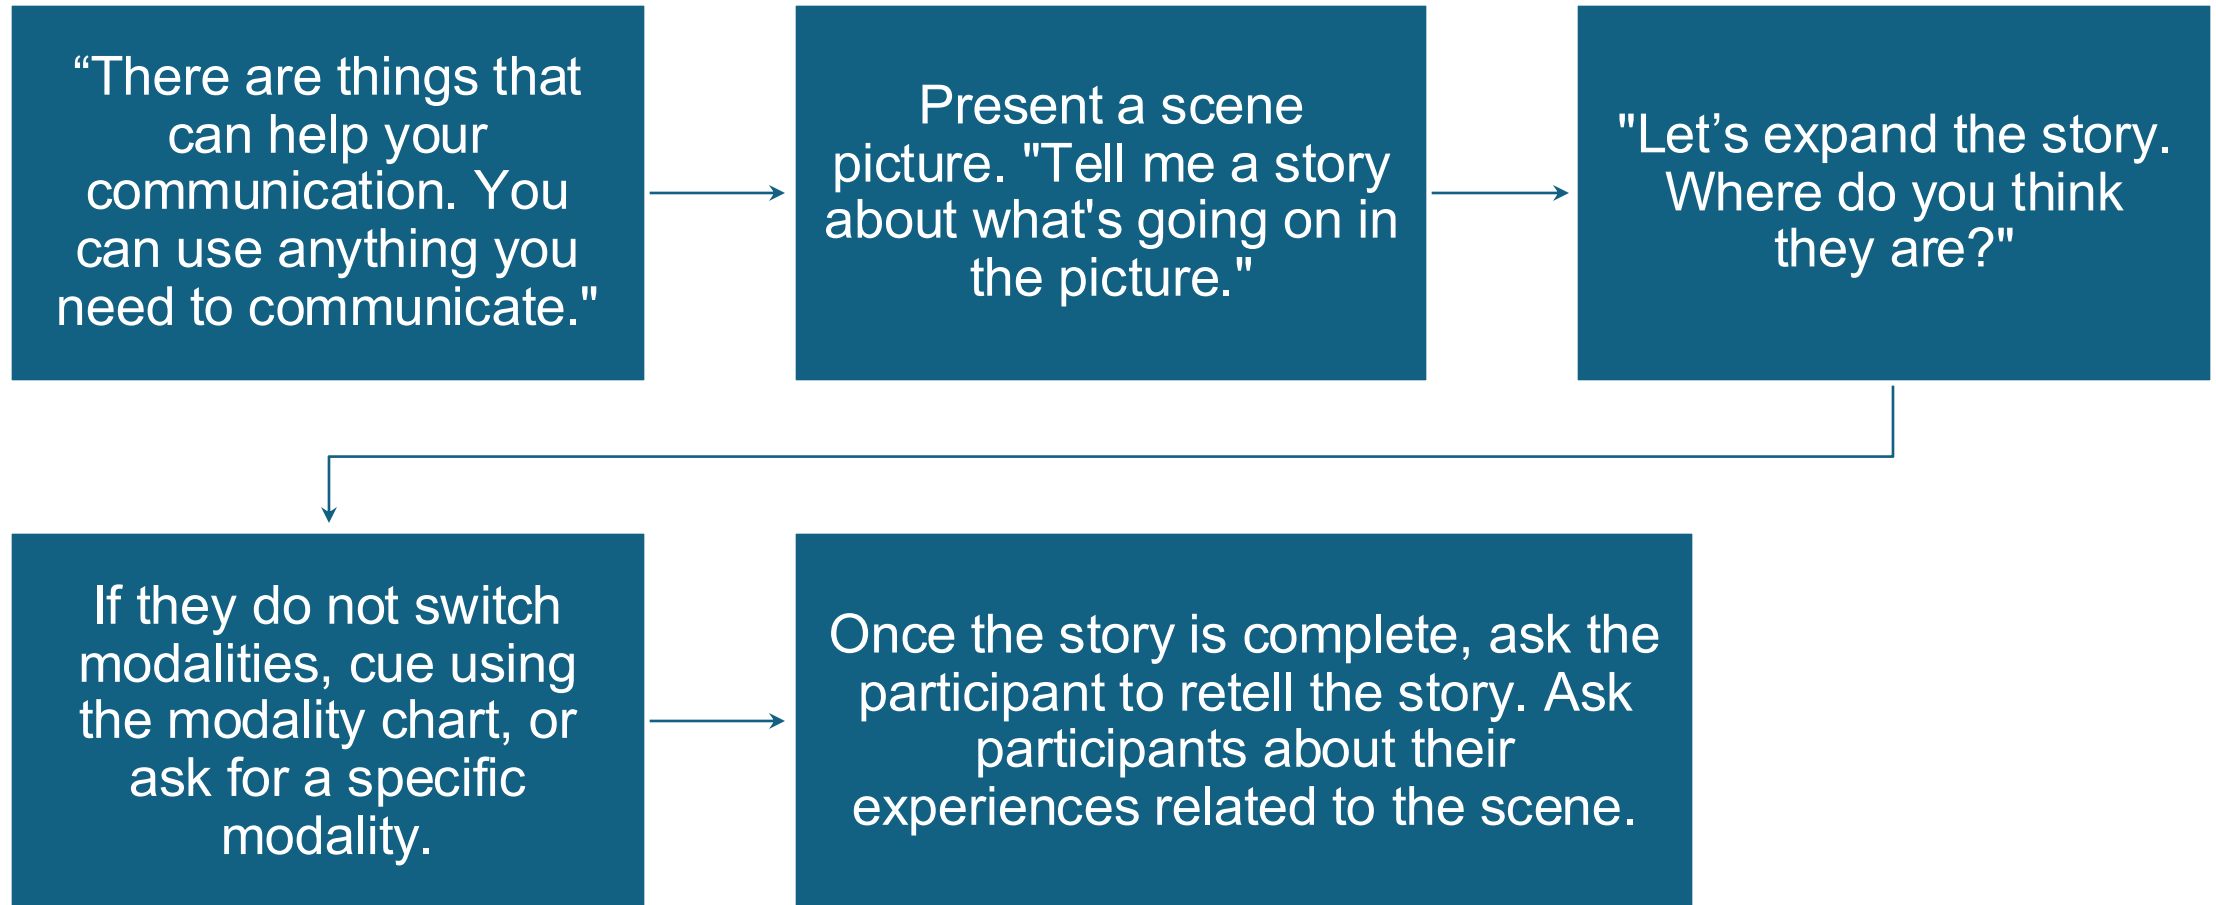 “There are things that
can help your
communication. You
can use anything you
need to communicate."
Present a scene
picture. "Tell me a story
about what's going on in
the picture."
"Let’s expand the story.
Where do you think
they are?"
If they do not switch
modalities, cue using
the modality chart, or
ask for a specific
modality.
Once the story is complete, ask the
participant to retell the story. Ask
participants about their
experiences related to the scene.